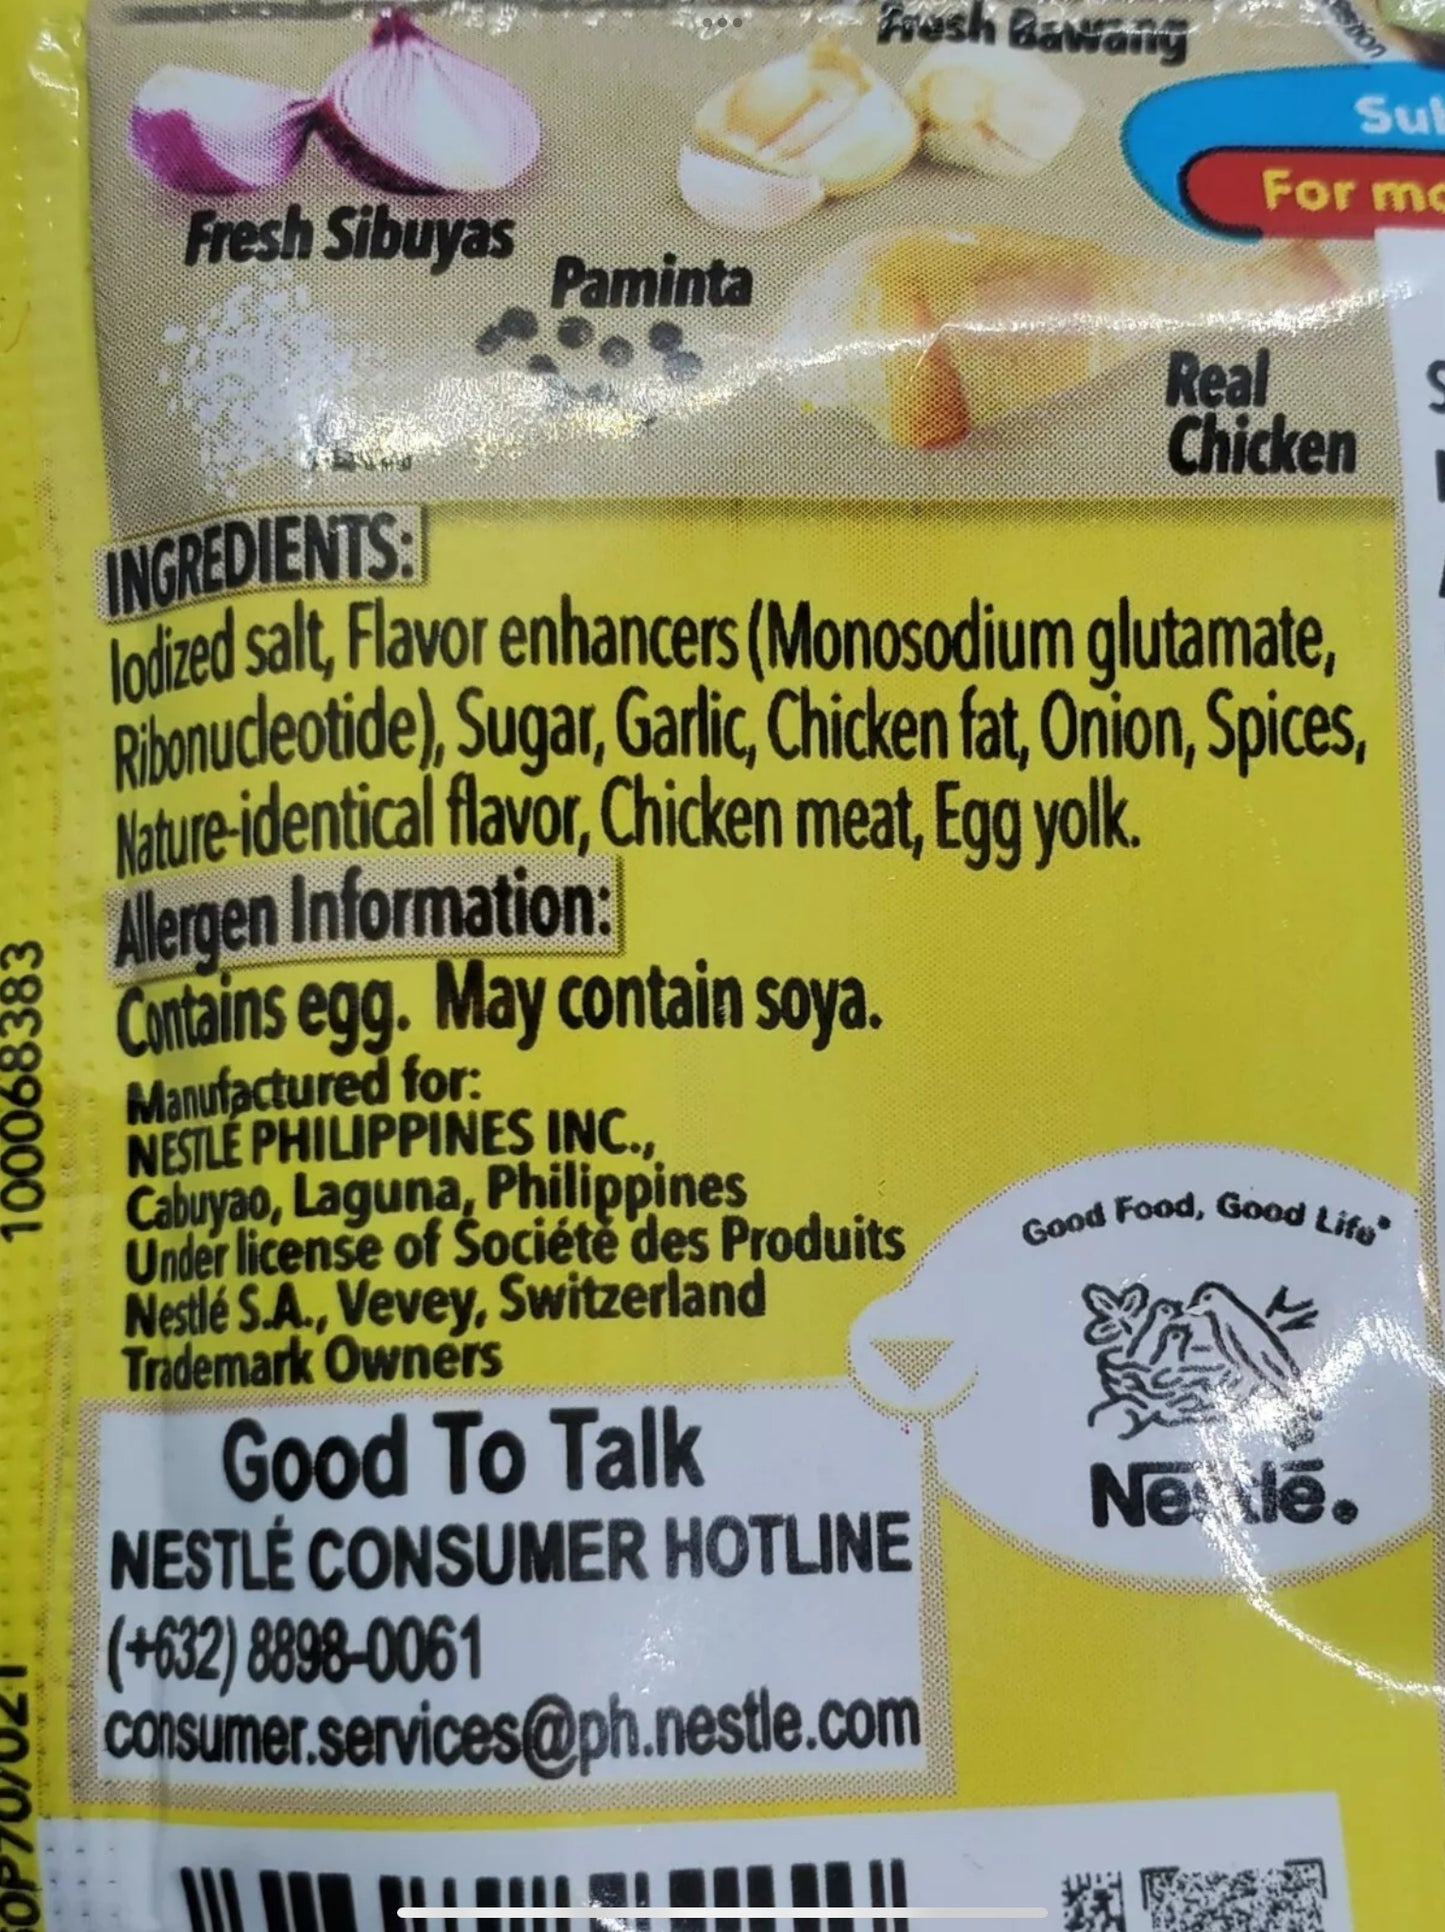 Fresh Bawang
For
Fresh Sibuyas
Paminta
Real
Chicken
INGREDIENTS:
Iodized salt, Flavor enhancers (Monosodium glutamate,
Ribonucleotide), Sugar, Garlic, Chicken fat, Onion, Spices,
Nature-identical flavor, Chicken meat, Egg yolk.
Allergen Information:
Contains egg. May contain soya.
Manufactured for:
NESTLÉ PHILIPPINES INC.,
Cabuyao, Laguna, Philippines
Under license of Société des Produits
Nestlé S.A., Vevey, Switzerland
Trademark Owners
Good To Talk
NESTLÉ CONSUMER HOTLINE
(+632) 8898-0061
consumer.services@ph.nestle.com
Good Food, Good Life®
Nestlé.
100068383